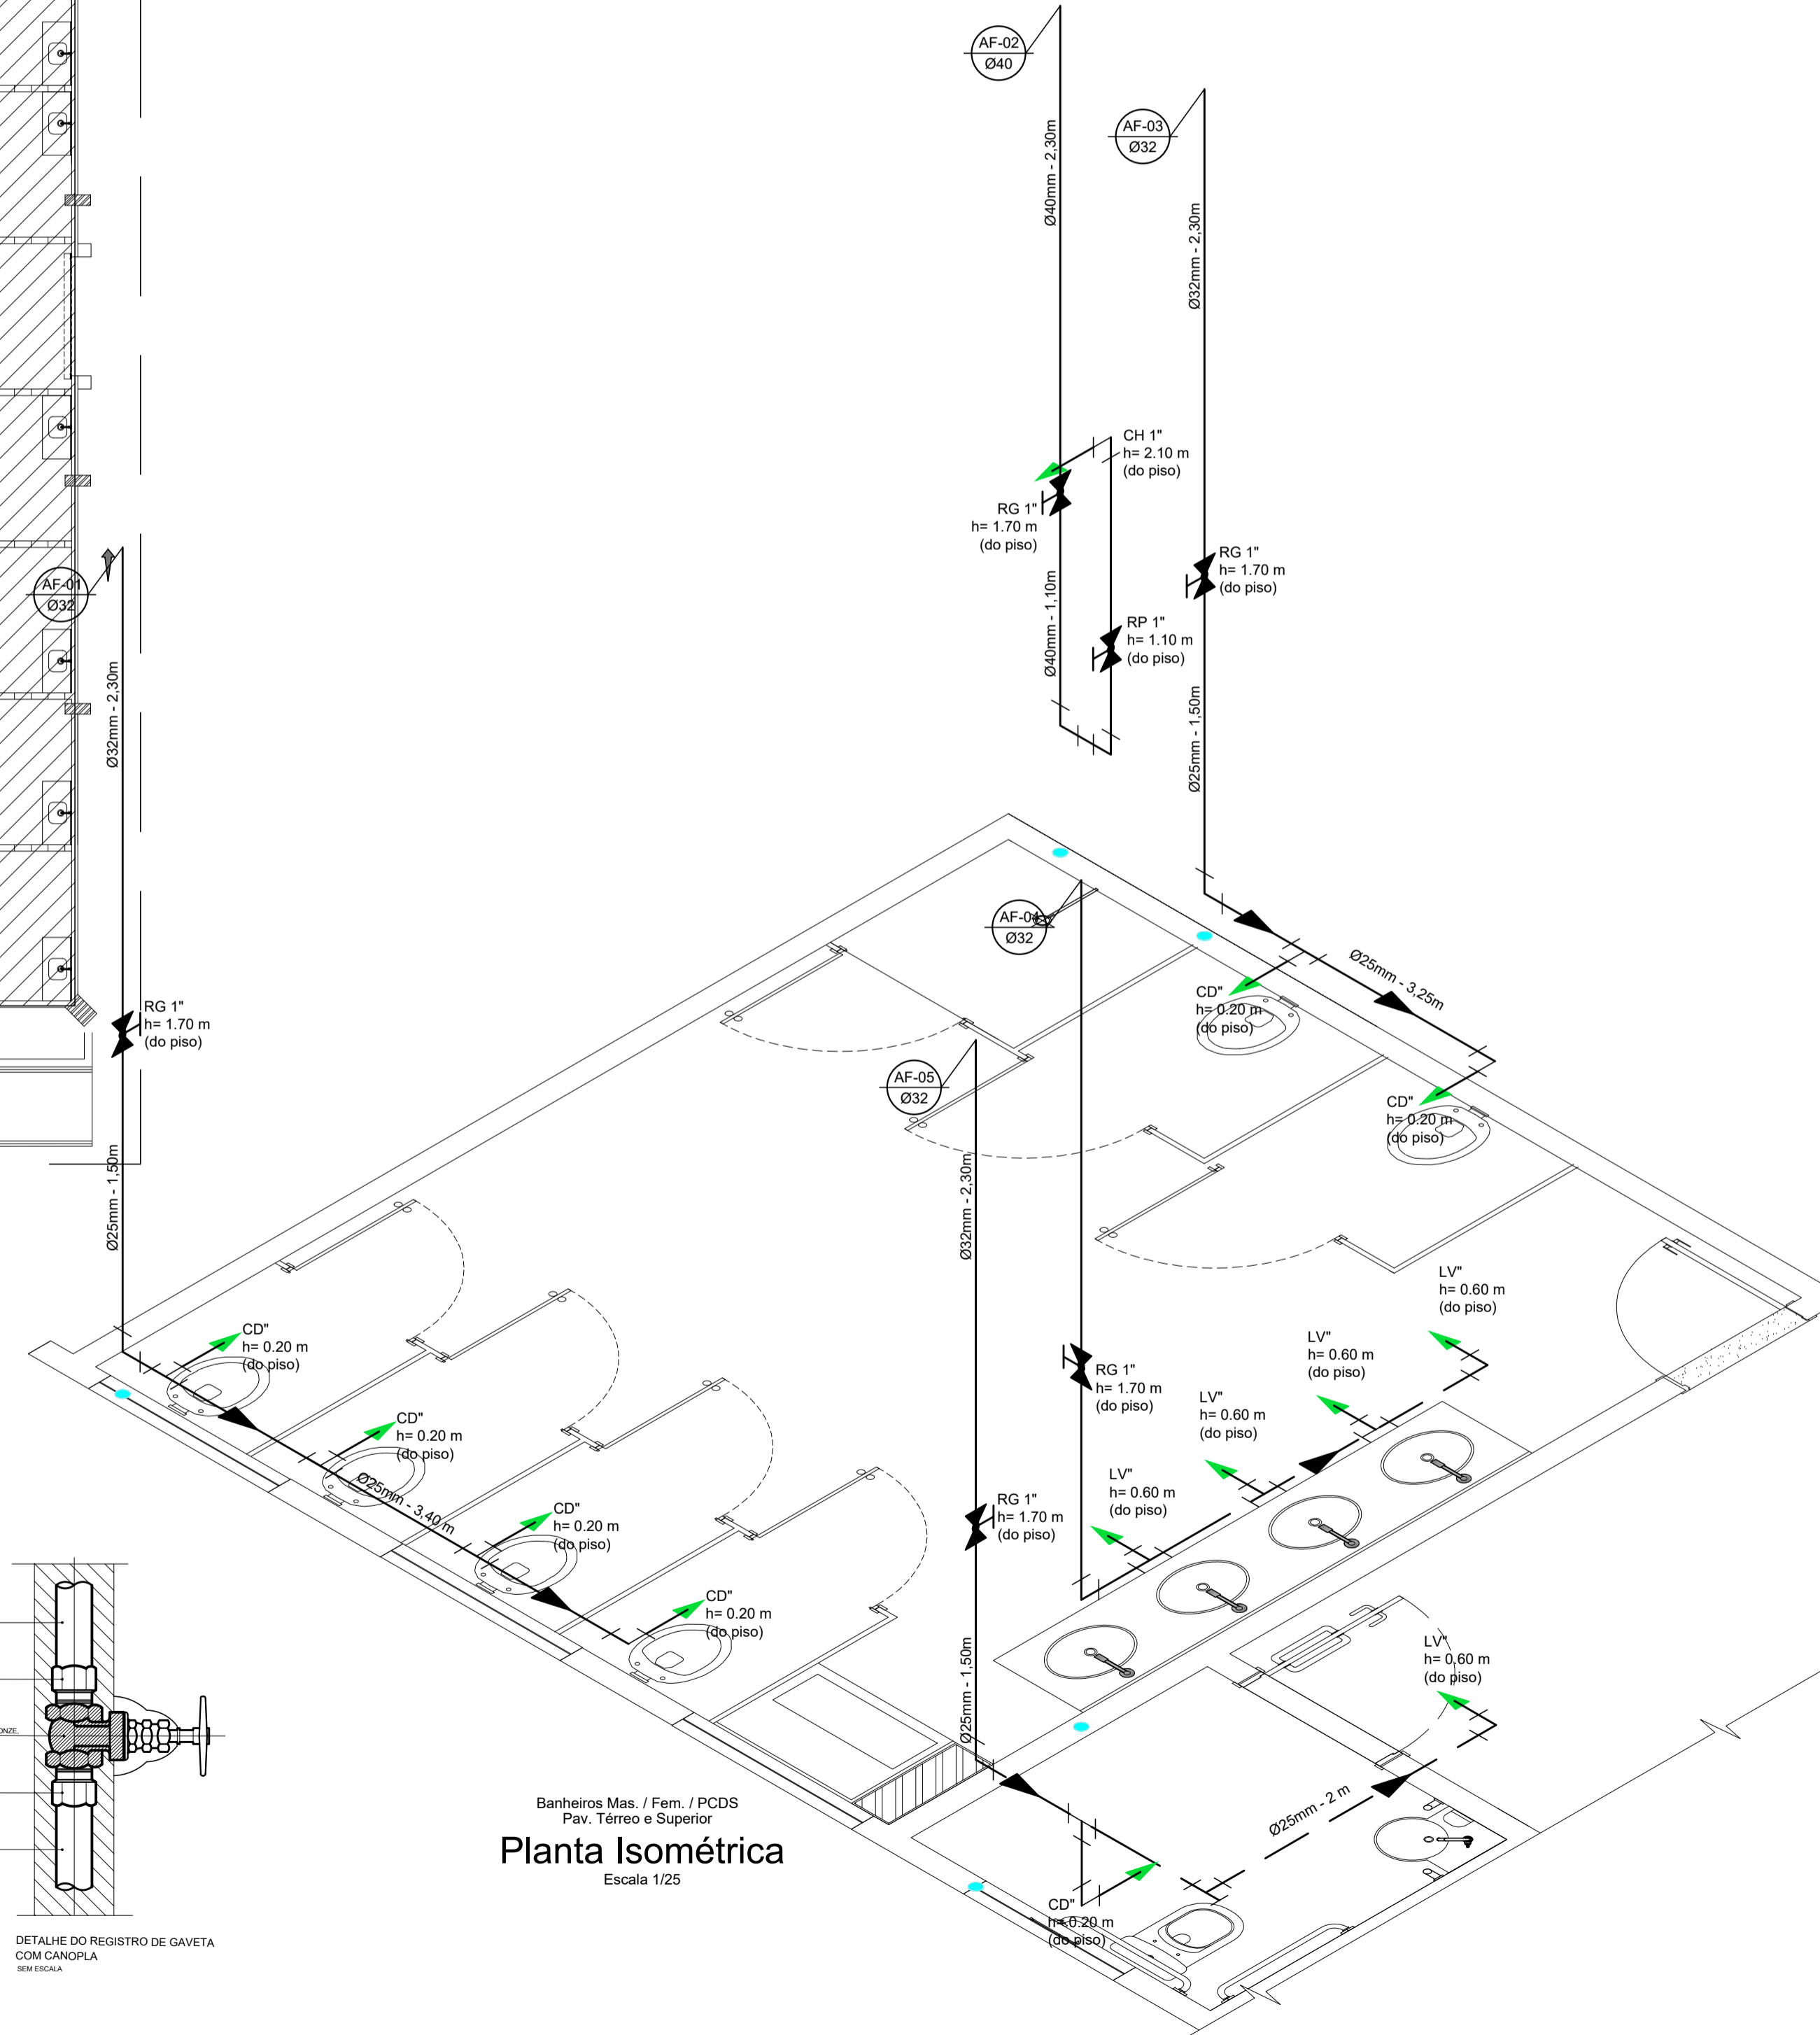 AF-02
Ø40
AF-03
Ø32
Ø40mm - 2,30m
Ø32mm - 2,30m
CH 1"
h= 2.10 m
(do piso)
RG 1"
h= 1.70 m
(do piso)
RG 1"
h= 1.70 m
(do piso)
AF-01
Ø32
Ø40mm - 1,10m
RP 1"
h= 1.10 m
(do piso)
Ø32mm - 2,30m
Ø25mm - 1,50m
AF-04
Ø32
Ø25mm - 3,25m
CD"
h= 0.20 m
(do piso)
RG 1"
h= 1.70 m
(do piso)
AF-05
Ø32
CD"
h= 0.20 m
(do piso)
Ø25mm - 1,50m
Ø32mm - 2,30m
LV"
h= 0.60 m
(do piso)
CD"
h= 0.20 m
(do piso)
LV"
h= 0.60 m
(do piso)
RG 1"
h= 1.70 m
(do piso)
LV"
h= 0.60 m
(do piso)
CD"
h= 0.20 m
(do piso)
LV"
h= 0.60 m
(do piso)
Ø25mm - 3,40 m
RG 1"
h= 1.70 m
(do piso)
CD"
h= 0.20 m
(do piso)
CD"
h= 0.20 m
(do piso)
Ø25mm - 1,50m
LV"
h= 0,60 m
(do piso)
ONZE,
Ø25mm - 2 m
Banheiros Mas. / Fem. / PCDS
Pav. Térreo e Superior
Planta Isométrica
Escala 1/25
CD"
h= 0.20 m
(do piso)
DETALHE DO REGISTRO DE GAVETA
COM CANOPLA
SEM ESCALA